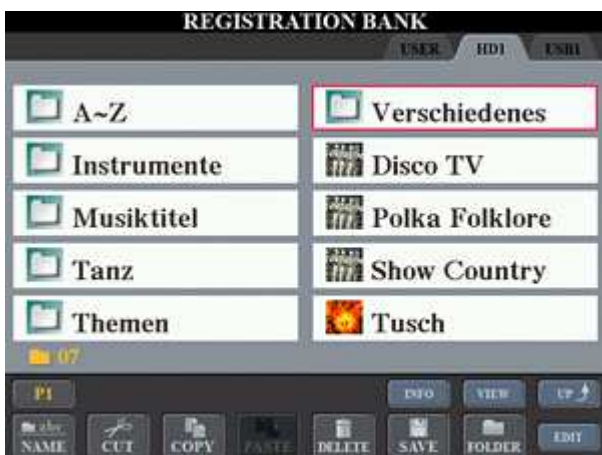 REGISTRATION BANK
USER HD1 USB1
A~Z
Instrumente
Musiktitel
Tanz
Themen
Verschiedenes
Disco TV
Polka Folklore
Show Country
Tusch
07
P1
INFO VIEW UP
abc
NAME CUT COPY PASTE DELETE SAVE FOLDER EDIT